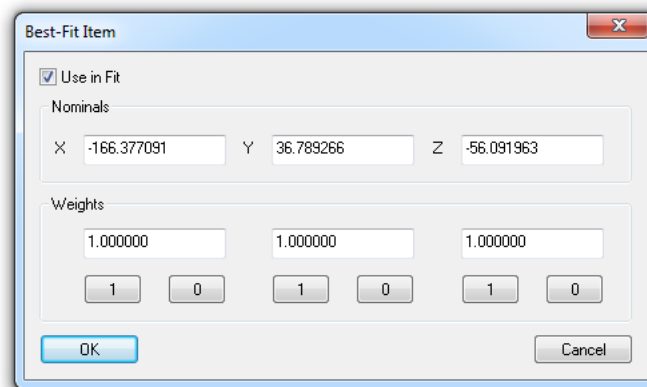 Best-Fit Item
Use in Fit
Nominals
X -166.377091 Y 36.789266 Z -56.091963
Weights
1.000000 1.000000 1.000000
1 0 1 0 1 0
OK Cancel